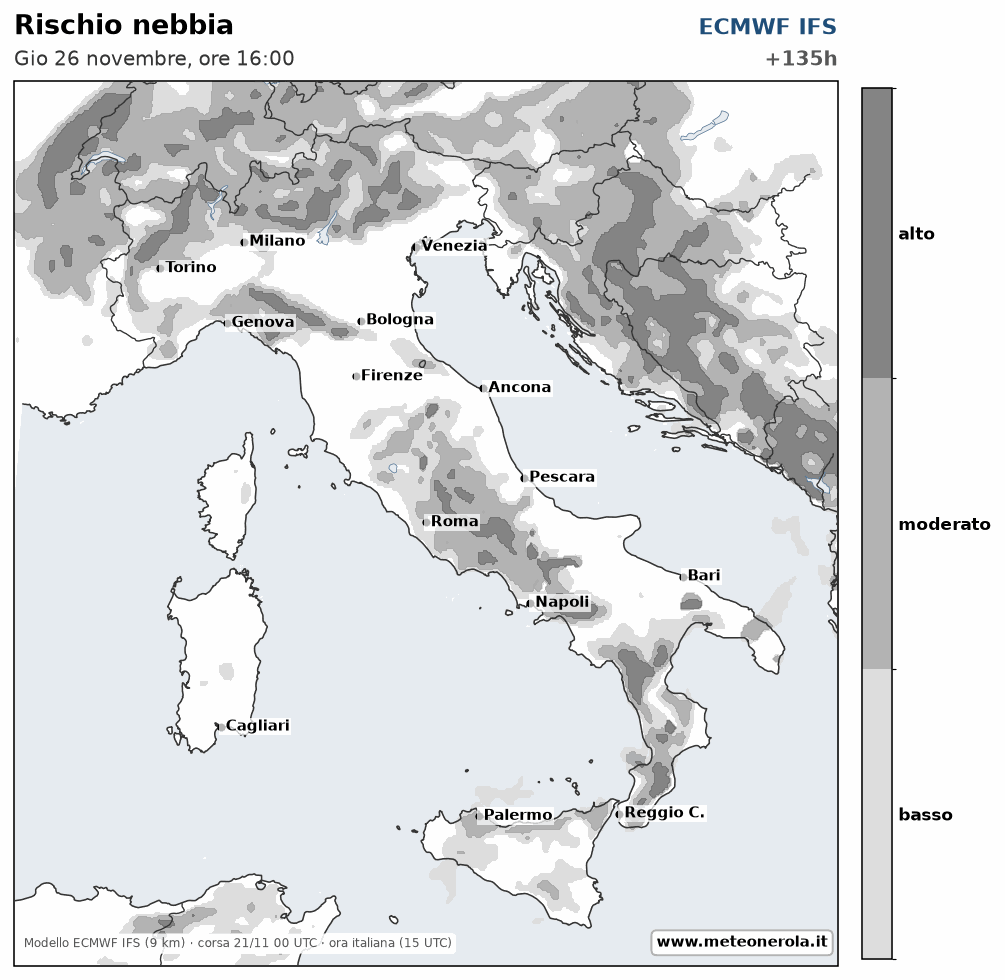 Rischio nebbia
ECMWF IFS
Gio 26 novembre, ore 16:00
+135h
alto
Milano
Venezia
Torino
Genova
Bologna
Firenze
Ancona
Pescara
Roma
moderato
Bari
Napoli
Cagliari
Palermo
Reggio C.
basso
Modello ECMWF IFS (9 km) · corsa 21/11 00 UTC · ora italiana (15 UTC)
www.meteonerola.it